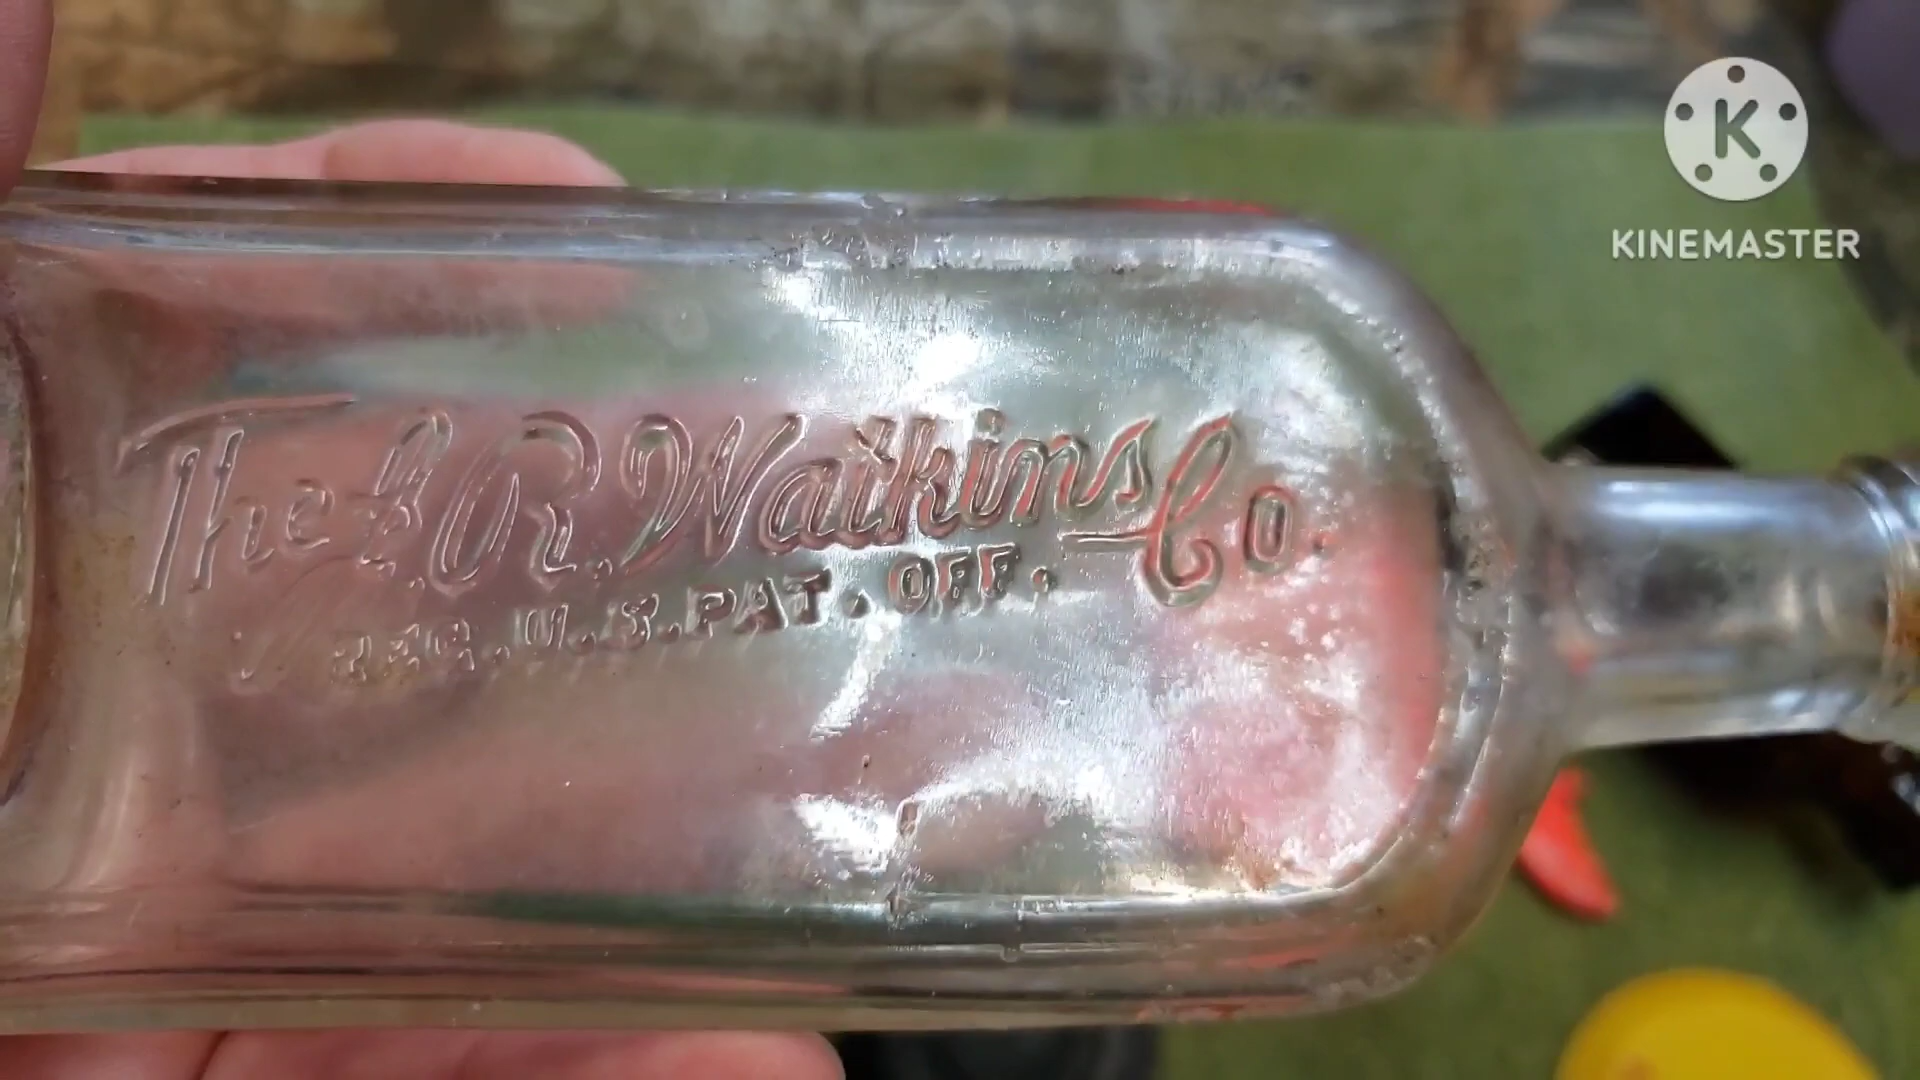 K
KINEMASTER
The J.R. Watkins Co.
REG. U.S. PAT. OFF.